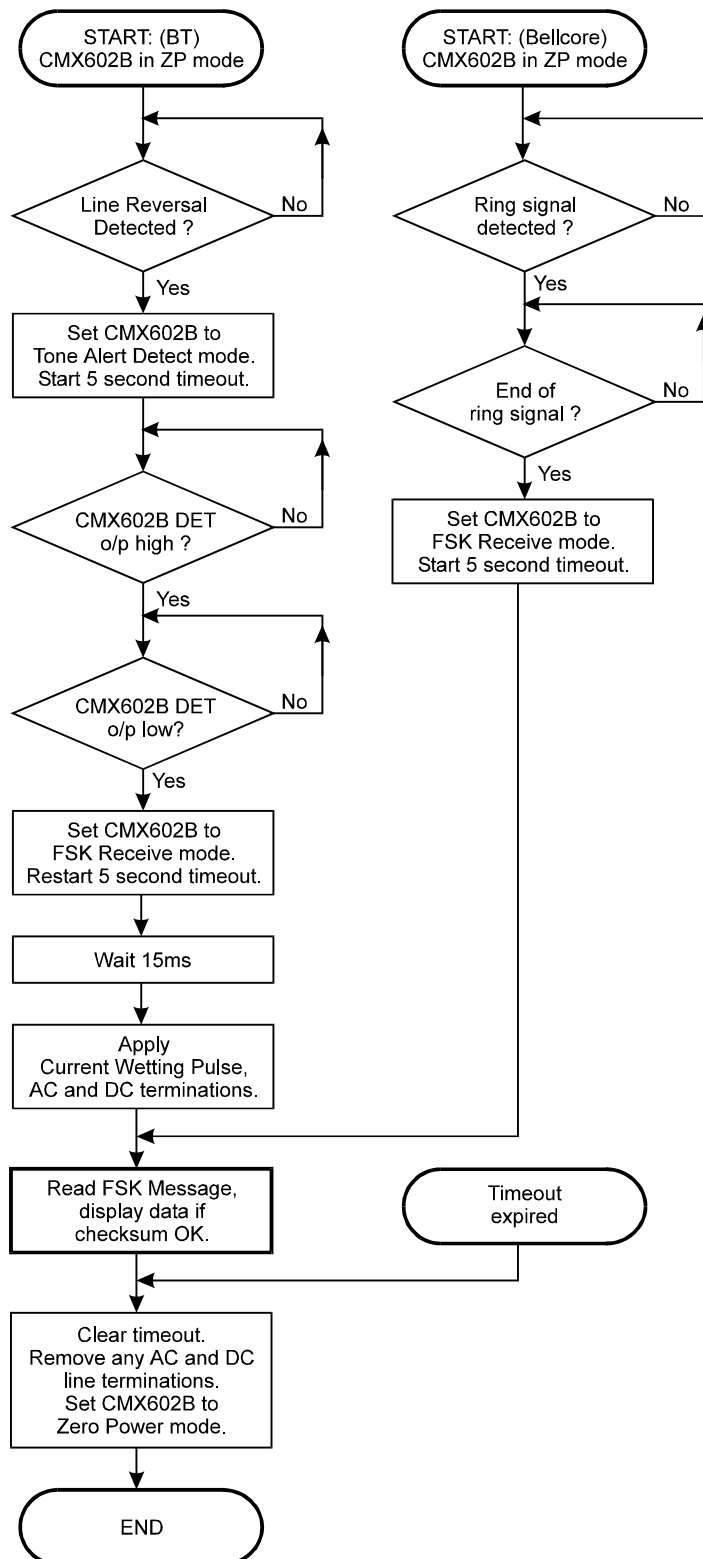 START: (BT)
CMX602B in ZP mode
Line Reversal
Detected ?
No
Yes
Set CMX602B to
Tone Alert Detect mode.
Start 5 second timeout.
CMX602B DET
o/p high ?
No
Yes
CMX602B DET
o/p low?
No
Yes
Set CMX602B to
FSK Receive mode.
Restart 5 second timeout.
Wait 15ms
Apply
Current Wetting Pulse,
AC and DC terminations.
START: (Bellcore)
CMX602B in ZP mode
Ring signal
detected ?
No
Yes
End of
ring signal ?
No
Yes
Set CMX602B to
FSK Receive mode.
Start 5 second timeout.
Read FSK Message,
display data if
checksum OK.
Timeout
expired
Clear timeout.
Remove any AC and DC
line terminations.
Set CMX602B to
Zero Power mode.
END